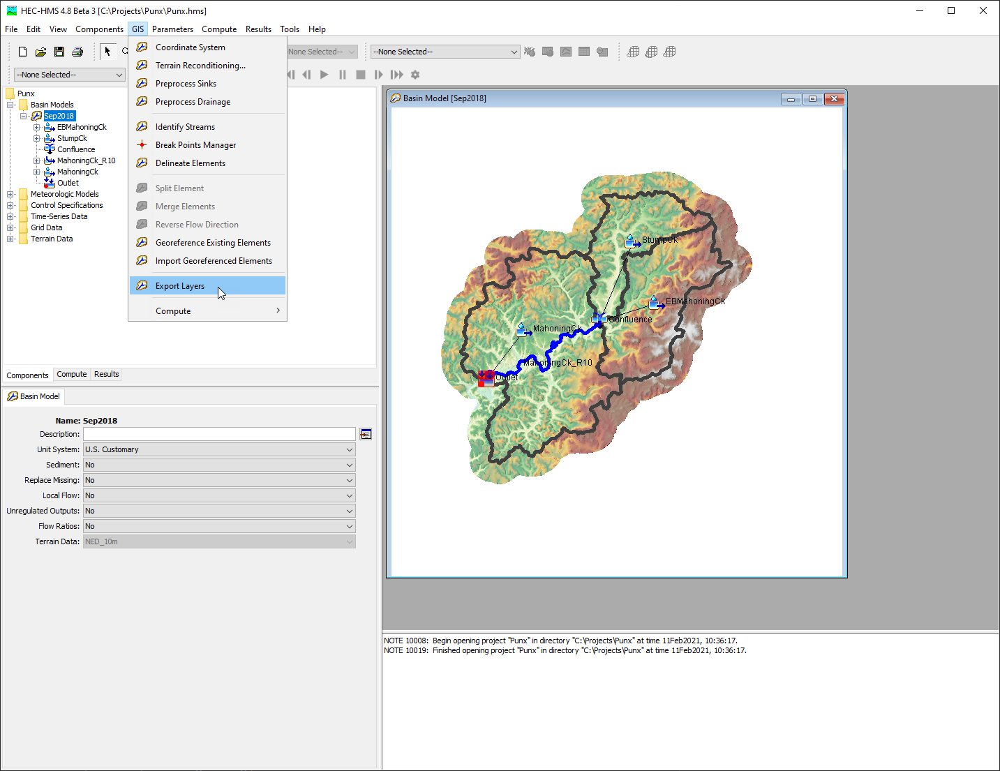 HEC-HMS 4.8 Beta 3 [C:\Projects\Punx\Punx.hms]
File Edit View Components GIS Parameters Compute Results Tools Help
--None Selected-- --None Selected--
--None Selected--
Coordinate System
Terrain Reconditioning...
Preprocess Sinks
Preprocess Drainage
Identify Streams
Break Points Manager
Delineate Elements
Split Element
Merge Elements
Reverse Flow Direction
Georeference Existing Elements
Import Georeferenced Elements
Export Layers
Compute
Punx
Basin Models
Sep2018
EBMahoningCk
StumpCk
Confluence
MahoningCk_R10
MahoningCk
Outlet
Meteorologic Models
Control Specifications
Time-Series Data
Grid Data
Terrain Data
Components Compute Results
Basin Model
Name: Sep2018
Description:
Unit System: U.S. Customary
Sediment: No
Replace Missing: No
Local Flow: No
Unregulated Outputs: No
Flow Ratios: No
Terrain Data: NED_10m
Basin Model [Sep2018]
StumpCk
EBMahoningCk
Confluence
MahoningCk
MahoningCk_R10
Outlet
NOTE 10008: Begin opening project "Punx" in directory "C:\Projects\Punx" at time 11Feb2021, 10:36:17.
NOTE 10019: Finished opening project "Punx" in directory "C:\Projects\Punx" at time 11Feb2021, 10:36:17.